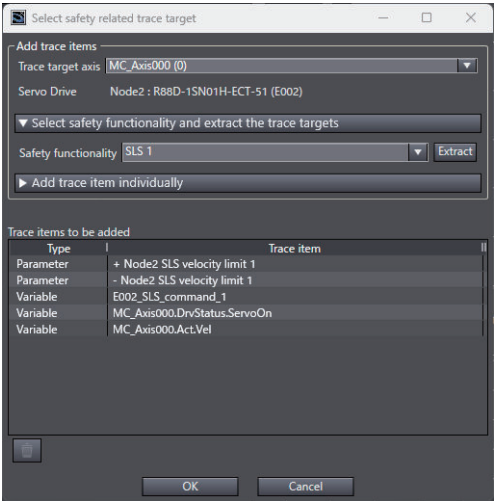 Select safety related trace target
Add trace items
Trace target axis MC_Axis000 (0)
Servo Drive Node2 : R88D-1SN01H-ECT-51 (E002)
▼ Select safety functionality and extract the trace targets
Safety functionality SLS 1 Extract
▶ Add trace item individually
Trace items to be added
Type Trace item
Parameter + Node2 SLS velocity limit 1
Parameter - Node2 SLS velocity limit 1
Variable E002_SLS_command_1
Variable MC_Axis000.DrvStatus.ServoOn
Variable MC_Axis000.Act.Vel
OK Cancel